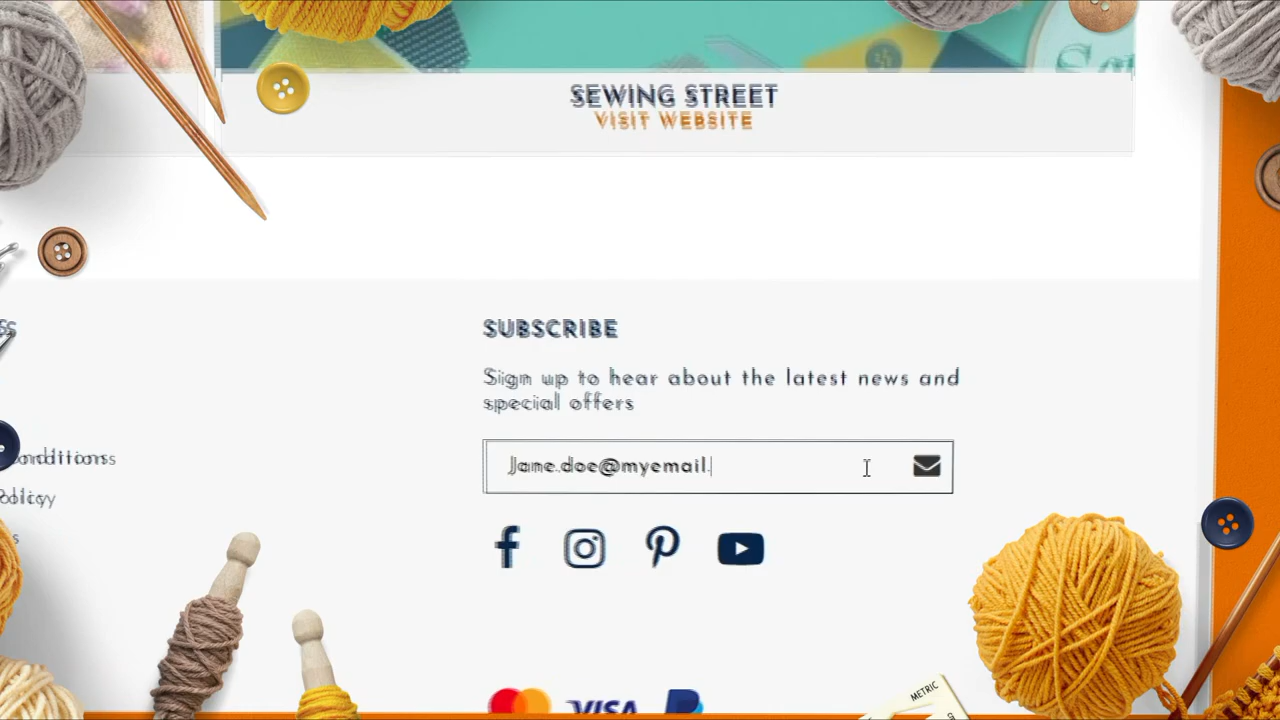 SEWING STREET
VISIT WEBSITE
SUBSCRIBE
Sign up to hear about the latest news and
special offers
Jane.doe@myemail.
VISA
METRIC